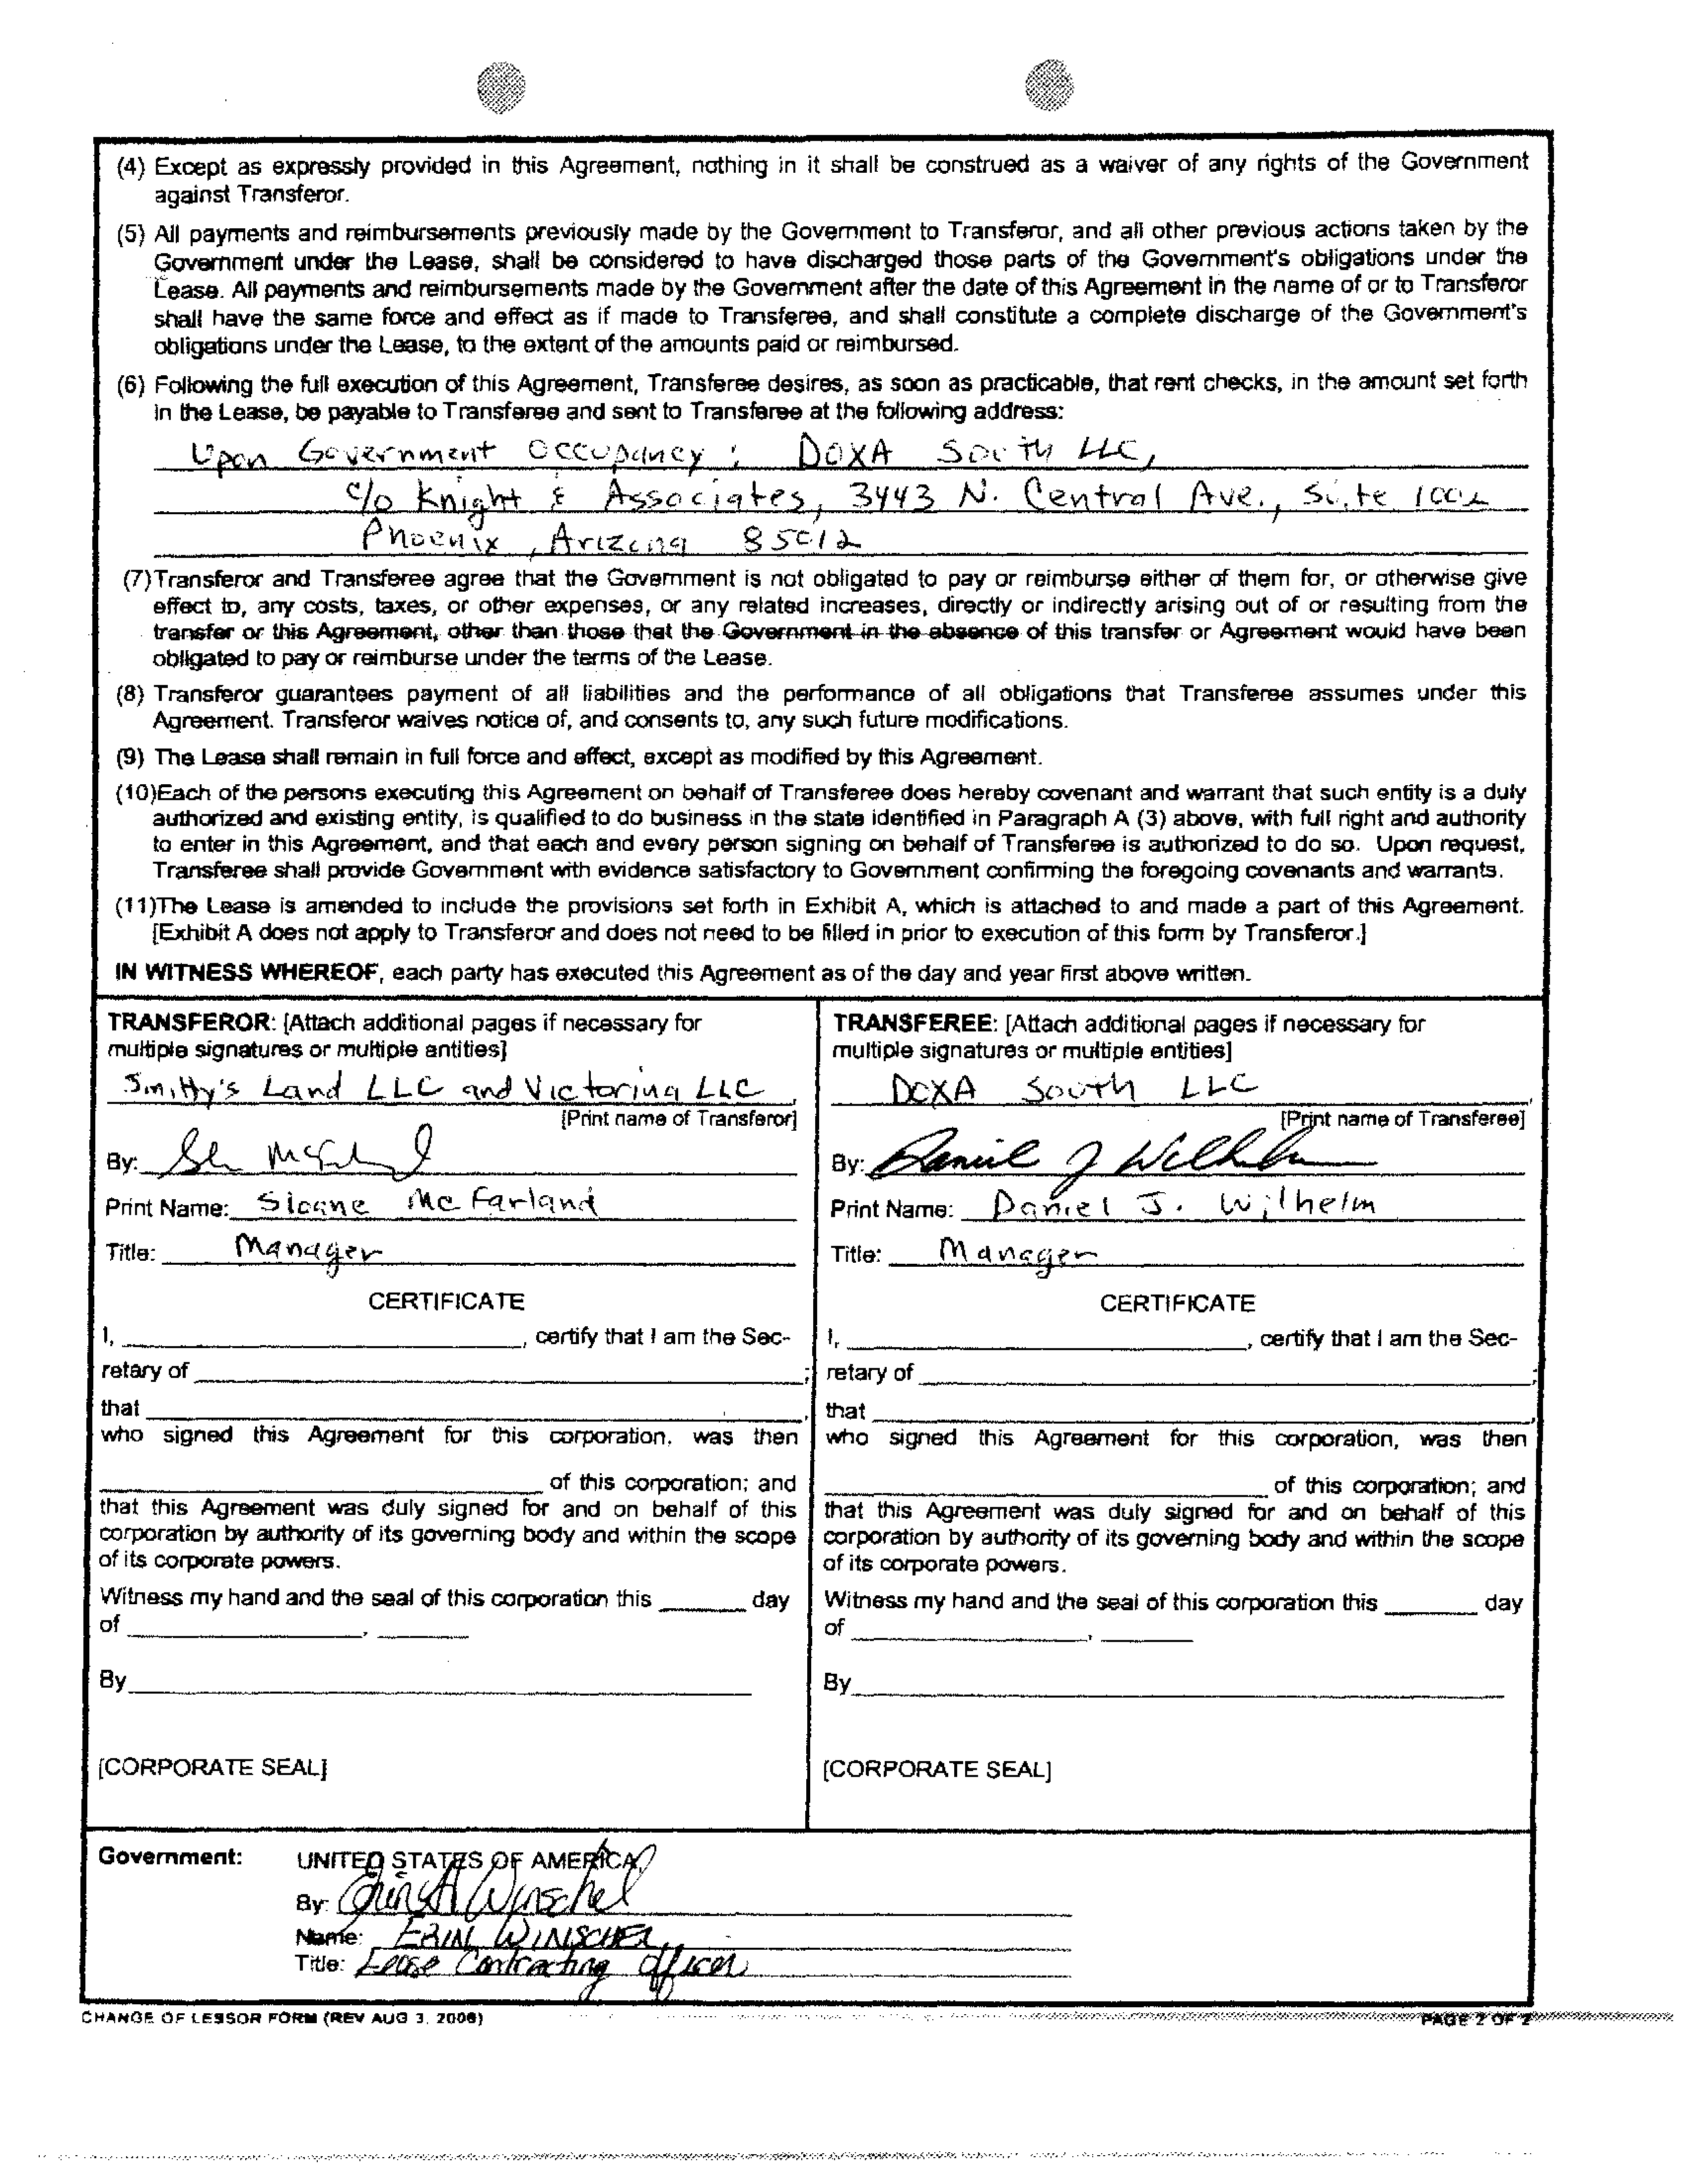 (4) Except as expressly provided in this Agreement, nothing in it shall be construed as a waiver of any rights of the Government
against Transferor.
(5) All payments and reimbursements previously made by the Government to Transferor, and all other previous actions taken by the
Government under the Lease, shall be considered to have discharged those parts of the Government's obligations under the
Lease. All payments and reimbursements made by the Government after the date of this Agreement in the name of or to Transferor
shall have the same force and effect as if made to Transferee, and shall constitute a complete discharge of the Government's
obligations under the Lease, to the extent of the amounts paid or reimbursed.
(6) Following the full execution of this Agreement, Transferee desires, as soon as practicable, that rent checks, in the amount set forth
in the Lease, be payable to Transferee and sent to Transferee at the following address:
Upon Government Occupancy: DOXA South LLC,
c/o Knight & Associates, 3443 N. Central Ave., Suite
Phoenix, Arizona 85012
(7) Transferor and Transferee agree that the Government is not obligated to pay or reimburse either of them for, or otherwise give
effect to, any costs, taxes, or other expenses, or any related increases, directly or indirectly arising out of or resulting from the
transfer or this Agreement, other than those that the Government in the absence of this transfer or Agreement would have been
obligated to pay or reimburse under the terms of the Lease.
(8) Transferor guarantees payment of all liabilities and the performance of all obligations that Transferee assumes under this
Agreement. Transferor waives notice of, and consents to, any such future modifications.
(9) The Lease shall remain in full force and effect, except as modified by this Agreement.
(10)Each of the persons executing this Agreement on behalf of Transferee does hereby covenant and warrant that such entity is a duly
authorized and existing entity, is qualified to do business in the state identified in Paragraph A (3) above, with full right and authority
to enter in this Agreement, and that each and every person signing on behalf of Transferee is authorized to do so. Upon request,
Transferee shall provide Government with evidence satisfactory to Government confirming the foregoing covenants and warrants.
(11)The Lease is amended to include the provisions set forth in Exhibit A, which is attached to and made a part of this Agreement.
[Exhibit A does not apply to Transferor and does not need to be filled in prior to execution of this form by Transferor.]
IN WITNESS WHEREOF, each party has executed this Agreement as of the day and year first above written.
TRANSFEROR: [Attach additional pages if necessary for
multiple signatures or multiple entities]
Smitty's Land LLC and Victorina LLC,
[Print name of Transferor]
By:
Print Name: Sloane McFarland
Title: Manager
CERTIFICATE
I, , certify that I am the Sec-
retary of ;
that ,
who signed this Agreement for this corporation, was then
of this corporation; and
that this Agreement was duly signed for and on behalf of this
corporation by authority of its governing body and within the scope
of its corporate powers.
Witness my hand and the seal of this corporation this day
of ,
By
[CORPORATE SEAL]
TRANSFEREE: [Attach additional pages if necessary for
multiple signatures or multiple entities]
DOXA South LLC,
[Print name of Transferee]
By: Daniel J Wilhelm
Print Name: Daniel J. Wilhelm
Title: Manager
CERTIFICATE
I, , certify that I am the Sec-
retary of ;
that ,
who signed this Agreement for this corporation, was then
of this corporation; and
that this Agreement was duly signed for and on behalf of this
corporation by authority of its governing body and within the scope
of its corporate powers.
Witness my hand and the seal of this corporation this day
of ,
By
[CORPORATE SEAL]
Government: UNITED STATES OF AMERICA,
By: Erin A Winschel
Name: ERIN WINSCHEL
Title: Lease Contracting Officer
CHANGE OF LESSOR FORM (REV AUG 3, 2006) PAGE 2 OF 2